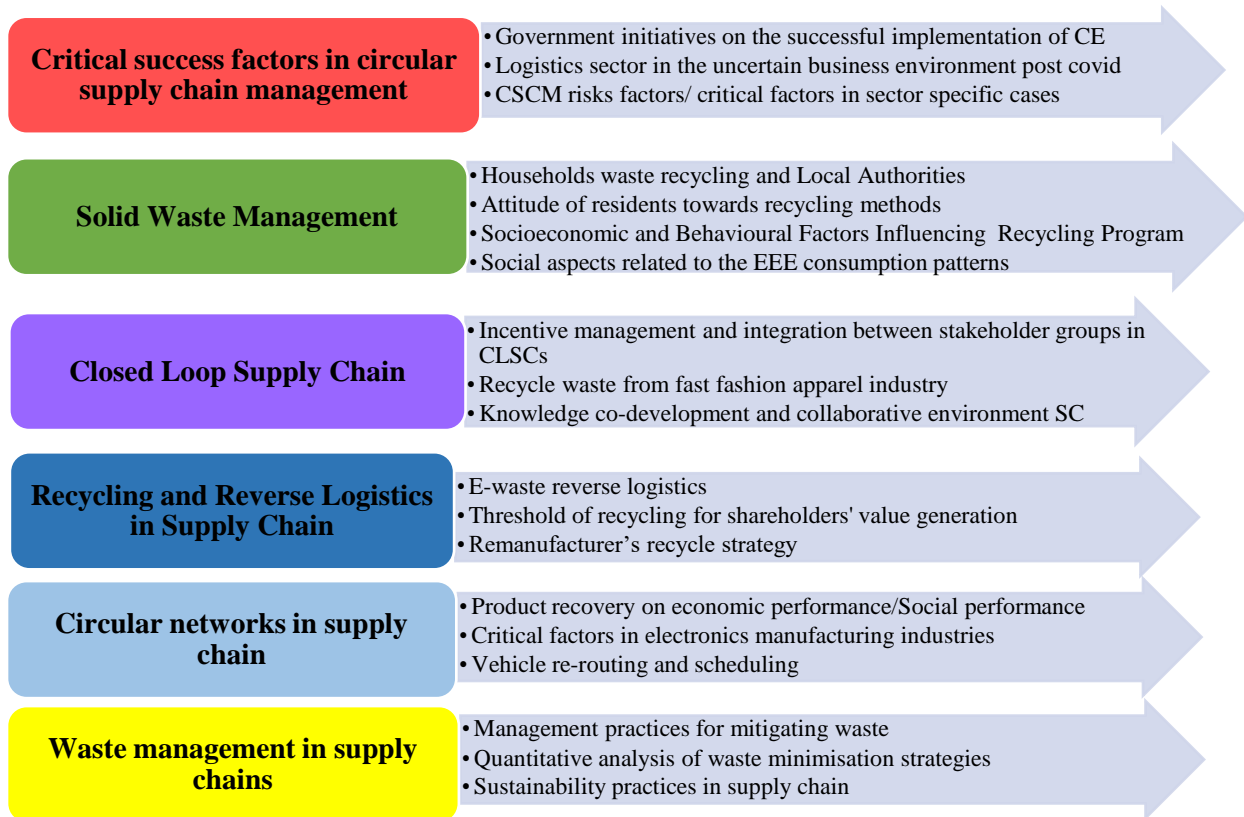 Critical success factors in circular
supply chain management
• Government initiatives on the successful implementation of CE
• Logistics sector in the uncertain business environment post covid
• CSCM risks factors/ critical factors in sector specific cases
Solid Waste Management
• Households waste recycling and Local Authorities
• Attitude of residents towards recycling methods
• Socioeconomic and Behavioural Factors Influencing Recycling Program
• Social aspects related to the EEE consumption patterns
Closed Loop Supply Chain
• Incentive management and integration between stakeholder groups in
CLSCs
• Recycle waste from fast fashion apparel industry
• Knowledge co-development and collaborative environment SC
Recycling and Reverse Logistics
in Supply Chain
• E-waste reverse logistics
• Threshold of recycling for shareholders' value generation
• Remanufacturer’s recycle strategy
Circular networks in supply
chain
• Product recovery on economic performance/Social performance
• Critical factors in electronics manufacturing industries
• Vehicle re-routing and scheduling
Waste management in supply
chains
• Management practices for mitigating waste
• Quantitative analysis of waste minimisation strategies
• Sustainability practices in supply chain